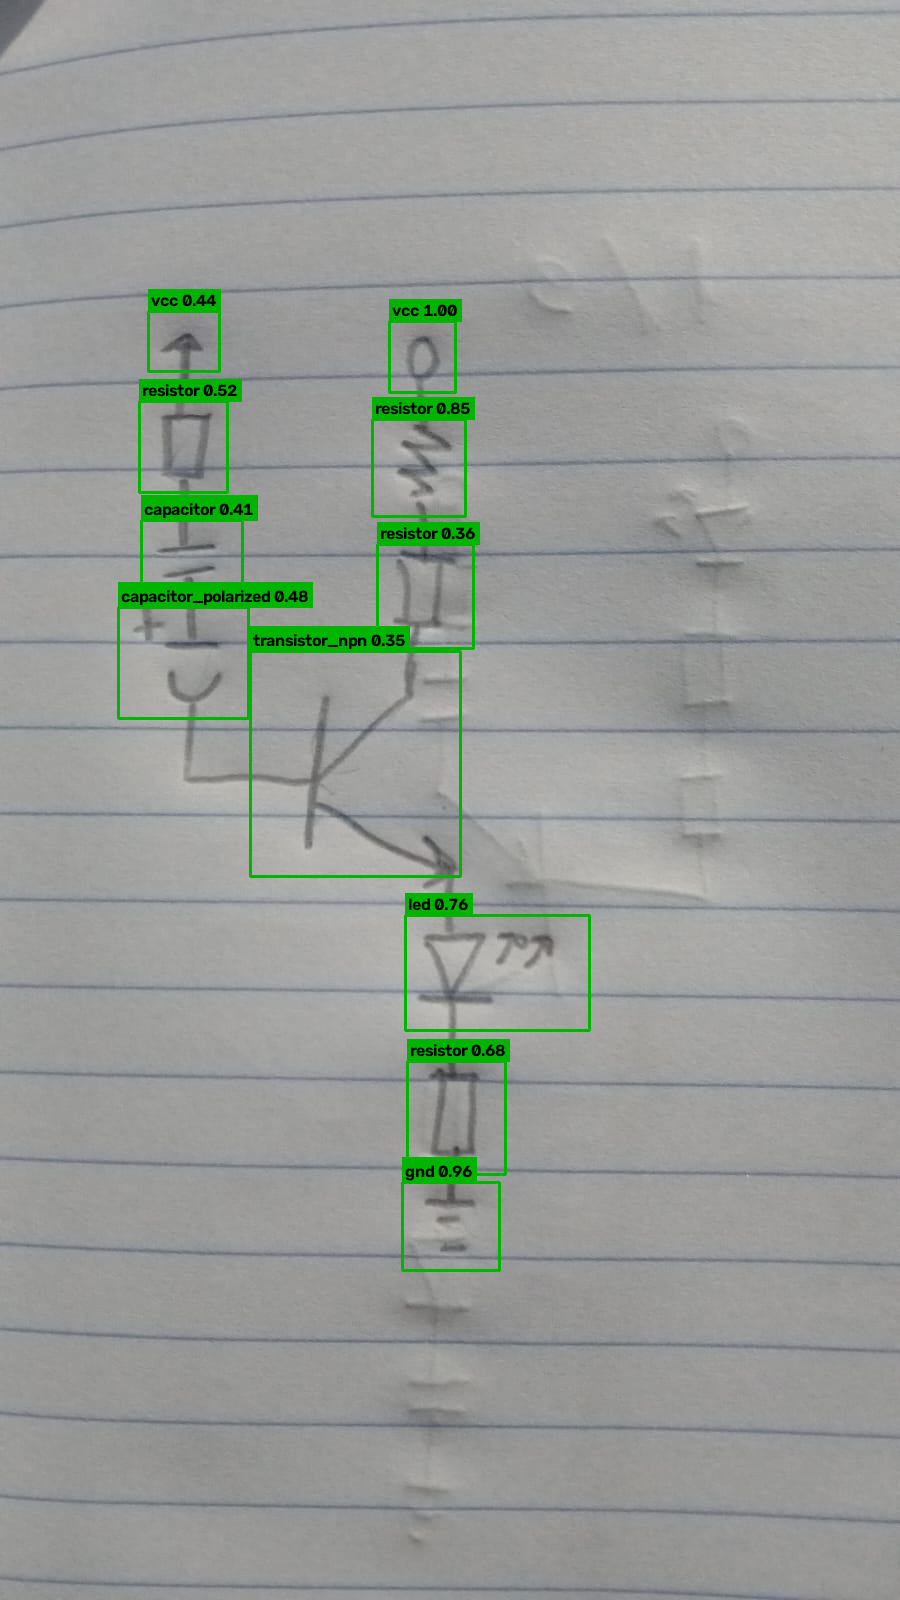 vcc 0.44
vcc 1.00
resistor 0.52
resistor 0.85
capacitor 0.41
resistor 0.36
capacitor_polarized 0.48
+
transistor_npn 0.35
led 0.76
resistor 0.68
gnd 0.96